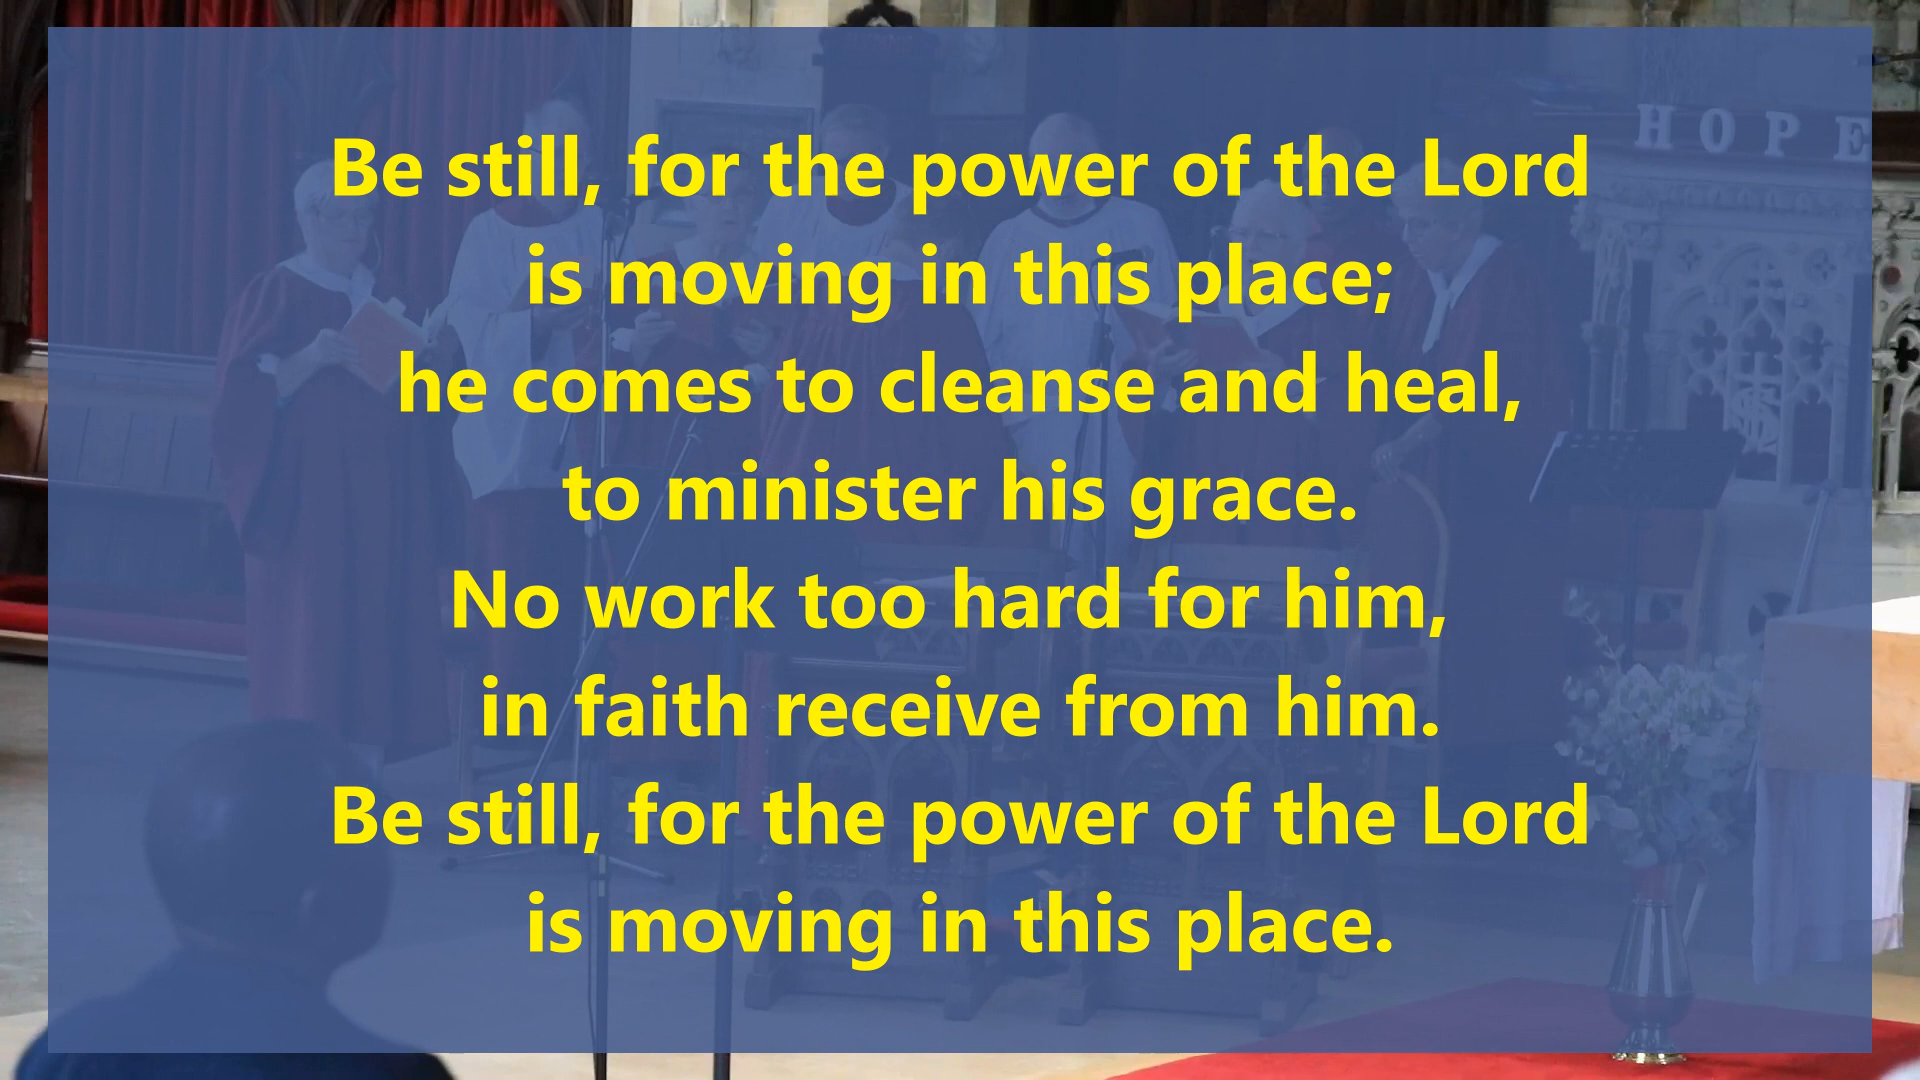 HOPE
Be still, for the power of the Lord
is moving in this place;
he comes to cleanse and heal,
to minister his grace.
No work too hard for him,
in faith receive from him.
Be still, for the power of the Lord
is moving in this place.